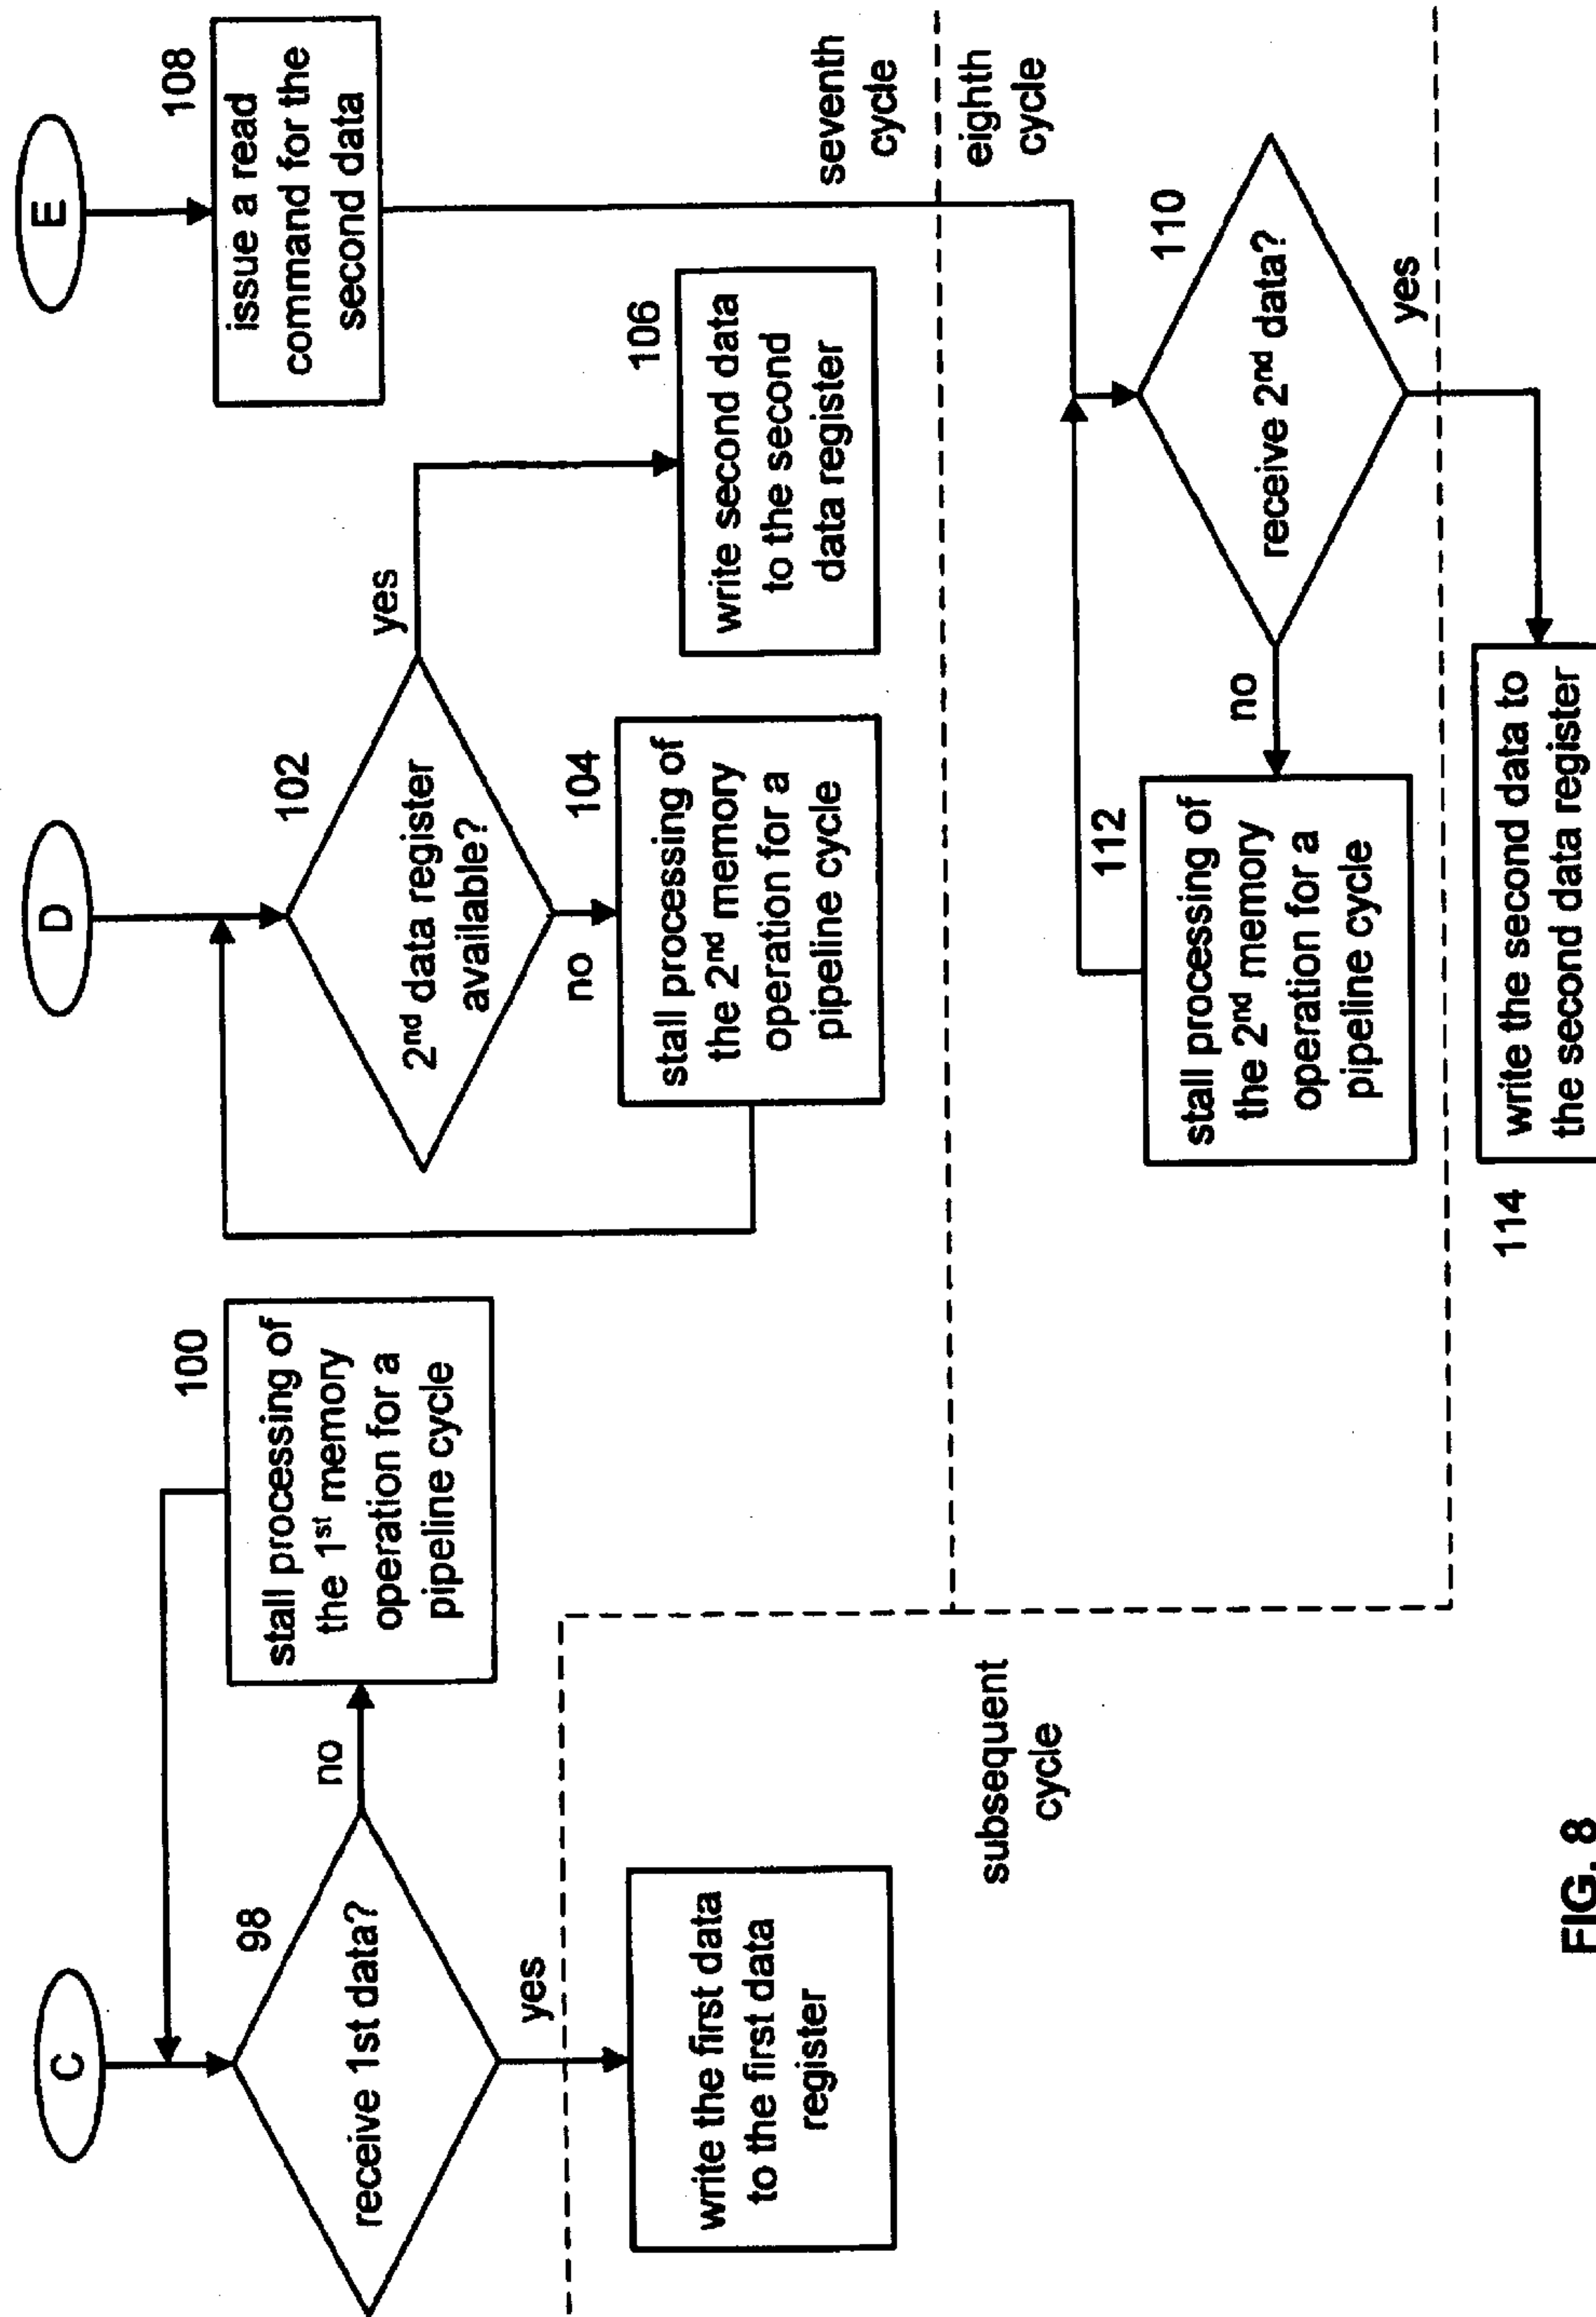 C
98
receive 1st data?
no
yes
100
stall processing of
the 1st memory
operation for a
pipeline cycle
write the first data
to the first data
register
subsequent
cycle
D
102
2nd data register
available?
yes
no
104
stall processing of
the 2nd memory
operation for a
pipeline cycle
106
write second data
to the second
data register
E
108
issue a read
command for the
second data
seventh
cycle
eighth
cycle
110
receive 2nd data?
no
yes
112
stall processing of
the 2nd memory
operation for a
pipeline cycle
114
write the second data to
the second data register
FIG. 8